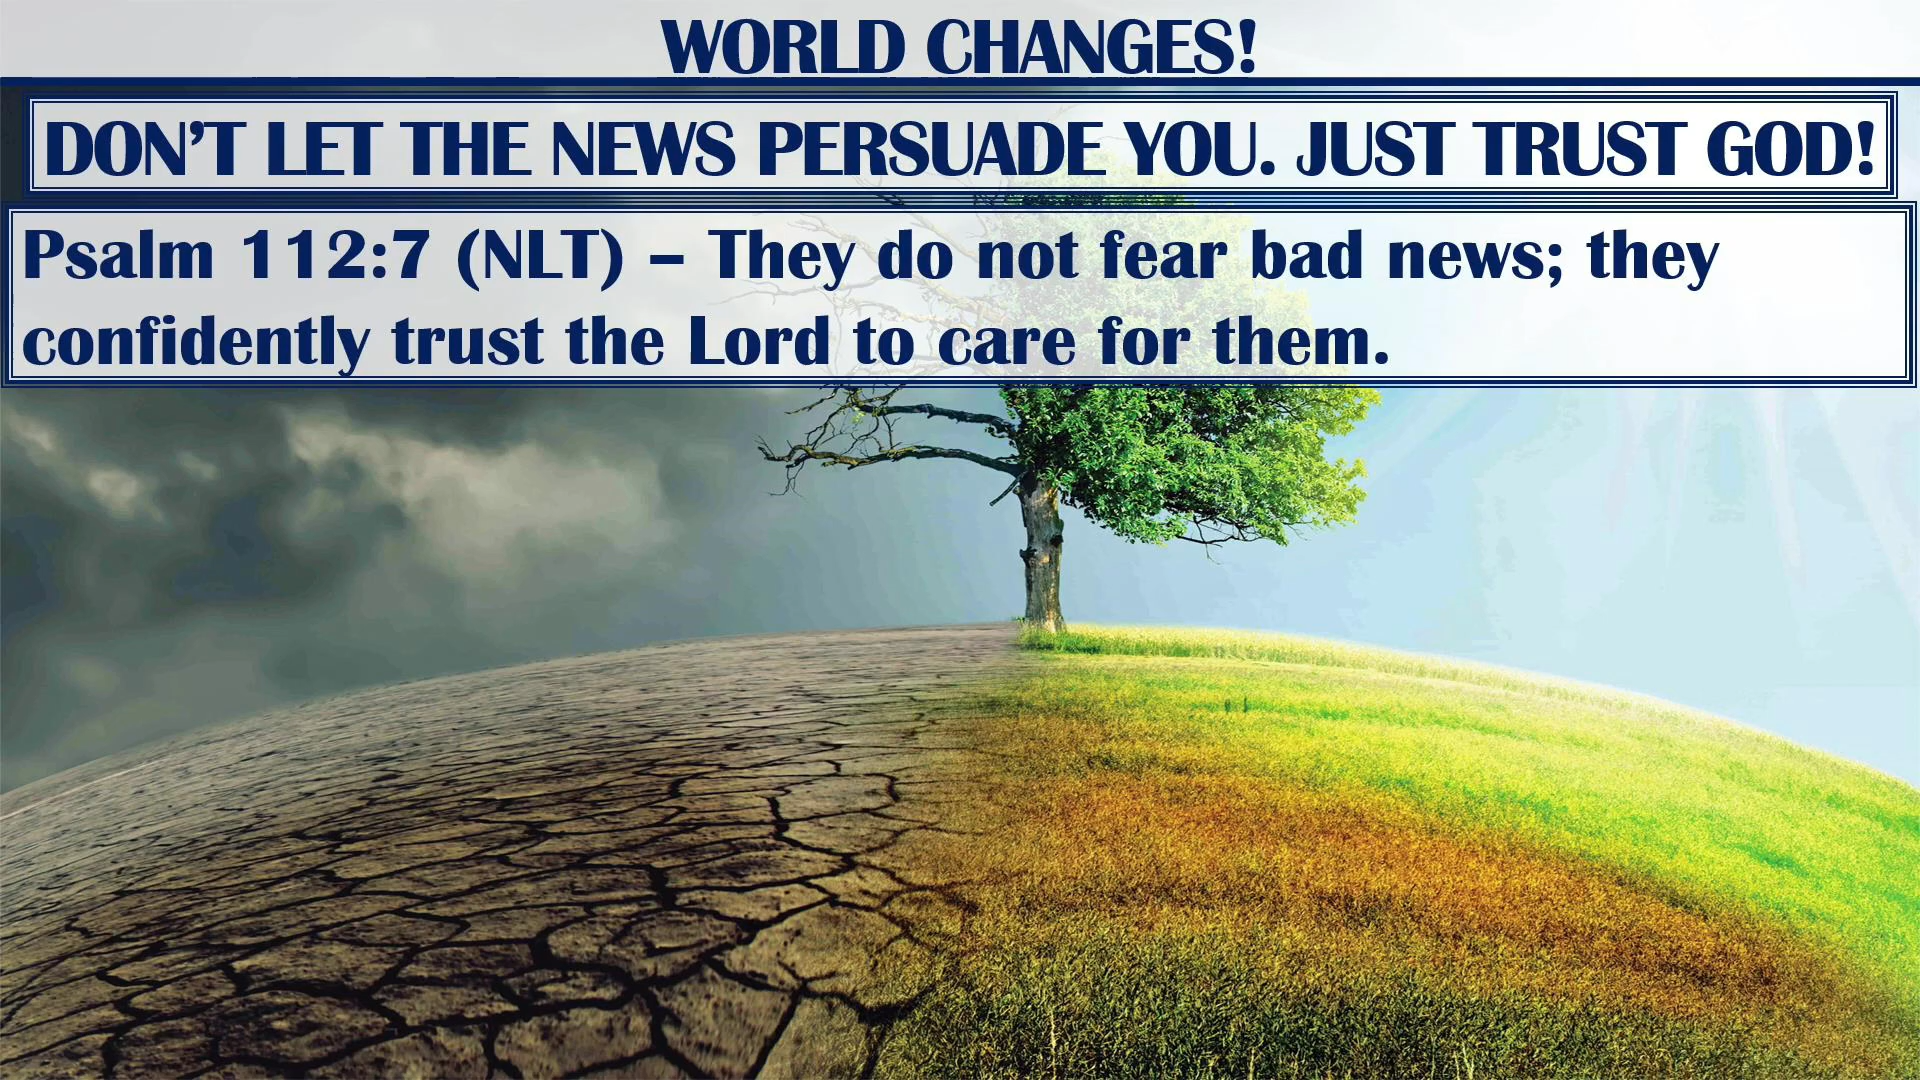 WORLD CHANGES!
DON’T LET THE NEWS PERSUADE YOU. JUST TRUST GOD!
Psalm 112:7 (NLT) – They do not fear bad news; they
confidently trust the Lord to care for them.